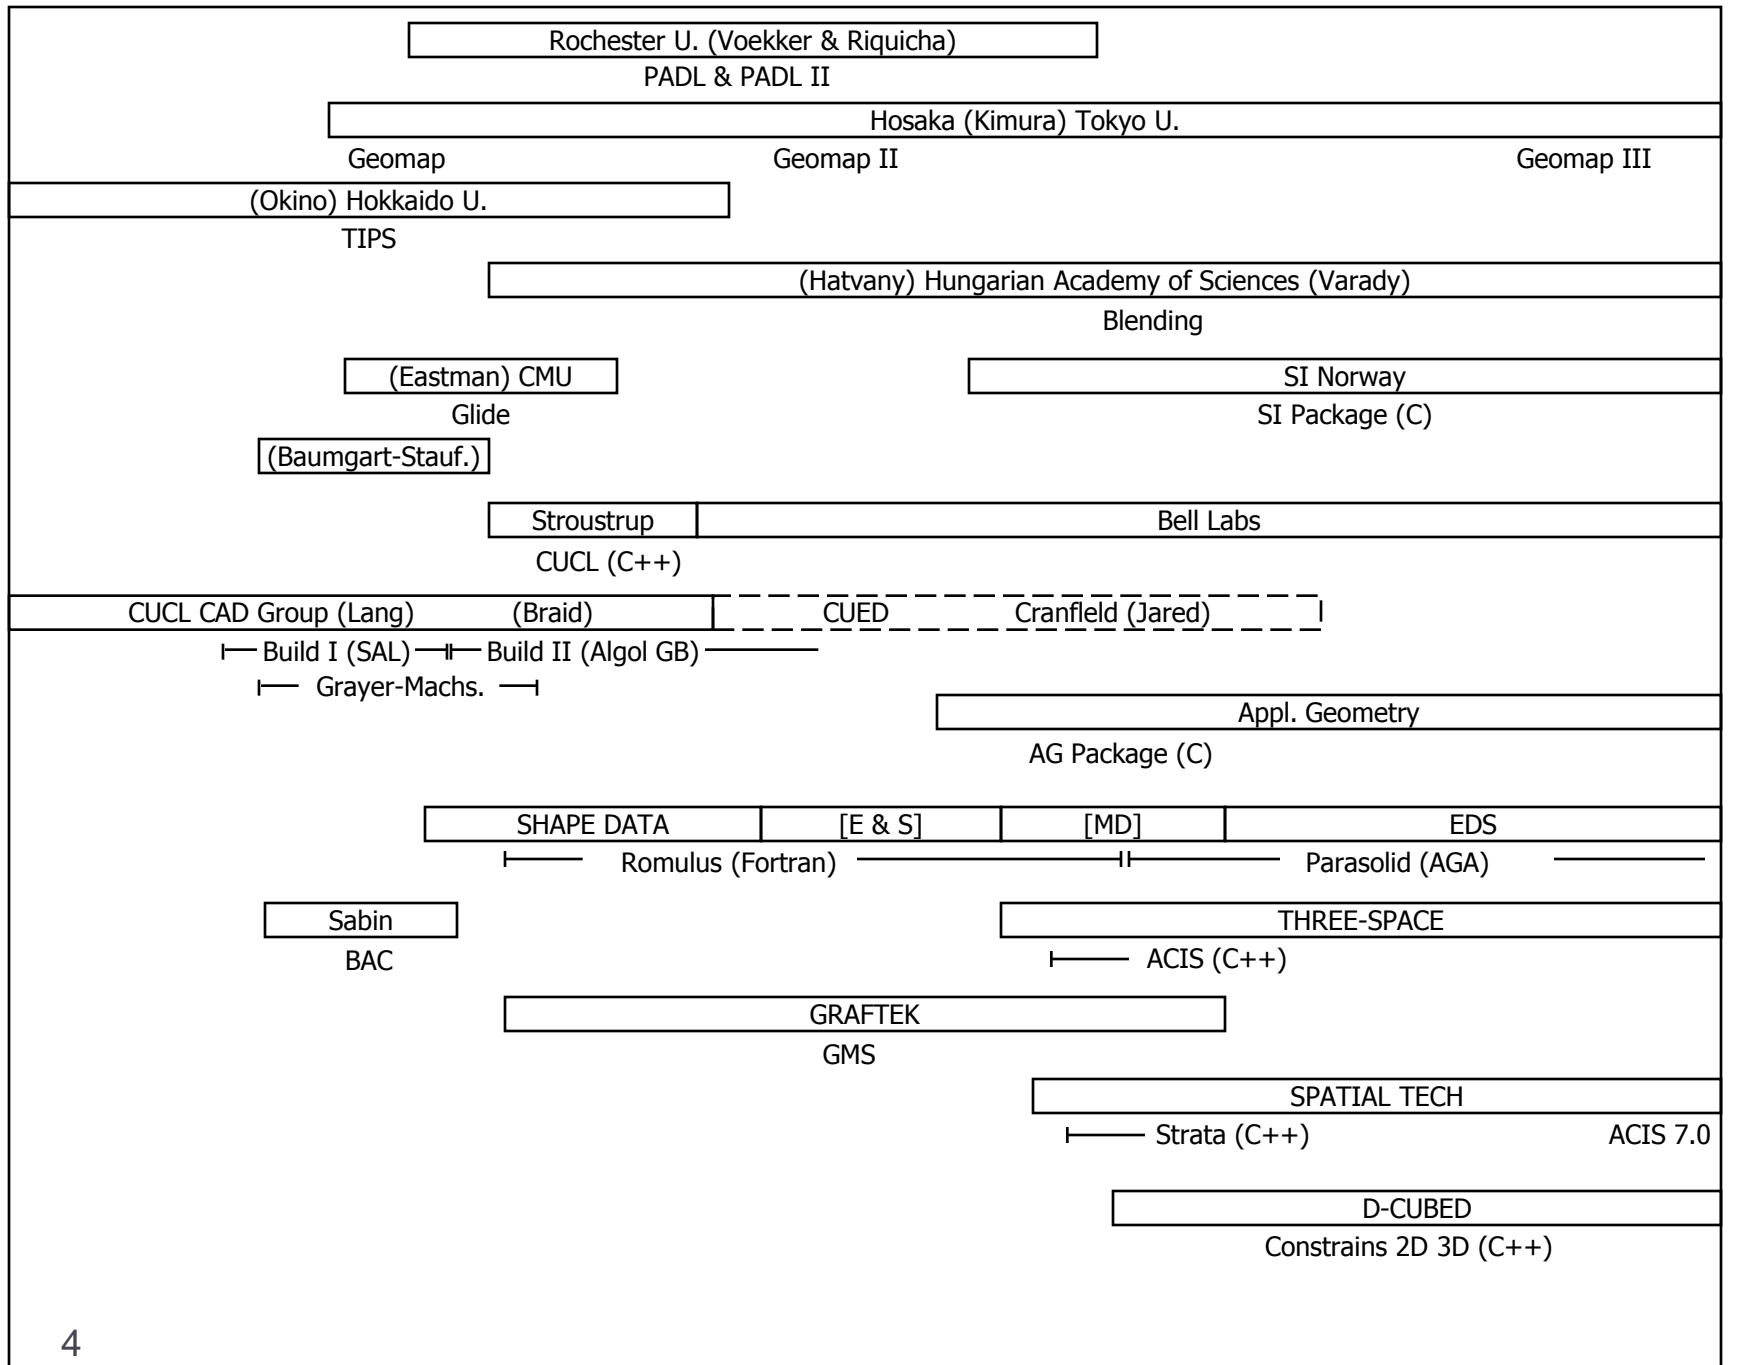 Rochester U. (Voekker & Riquicha)
PADL & PADL II
Hosaka (Kimura) Tokyo U.
Geomap Geomap II Geomap III
(Okino) Hokkaido U.
TIPS
(Hatvany) Hungarian Academy of Sciences (Varady)
Blending
(Eastman) CMU SI Norway
Glide SI Package (C)
(Baumgart-Stauf.)
Stroustrup Bell Labs
CUCL (C++)
CUCL CAD Group (Lang) (Braid) CUED Cranfleld (Jared)
Build I (SAL) Build II (Algol GB)
Grayer-Machs.
Appl. Geometry
AG Package (C)
SHAPE DATA [E & S] [MD] EDS
Romulus (Fortran) Parasolid (AGA)
Sabin THREE-SPACE
BAC ACIS (C++)
GRAFTEK
GMS
SPATIAL TECH
Strata (C++) ACIS 7.0
D-CUBED
Constrains 2D 3D (C++)
4